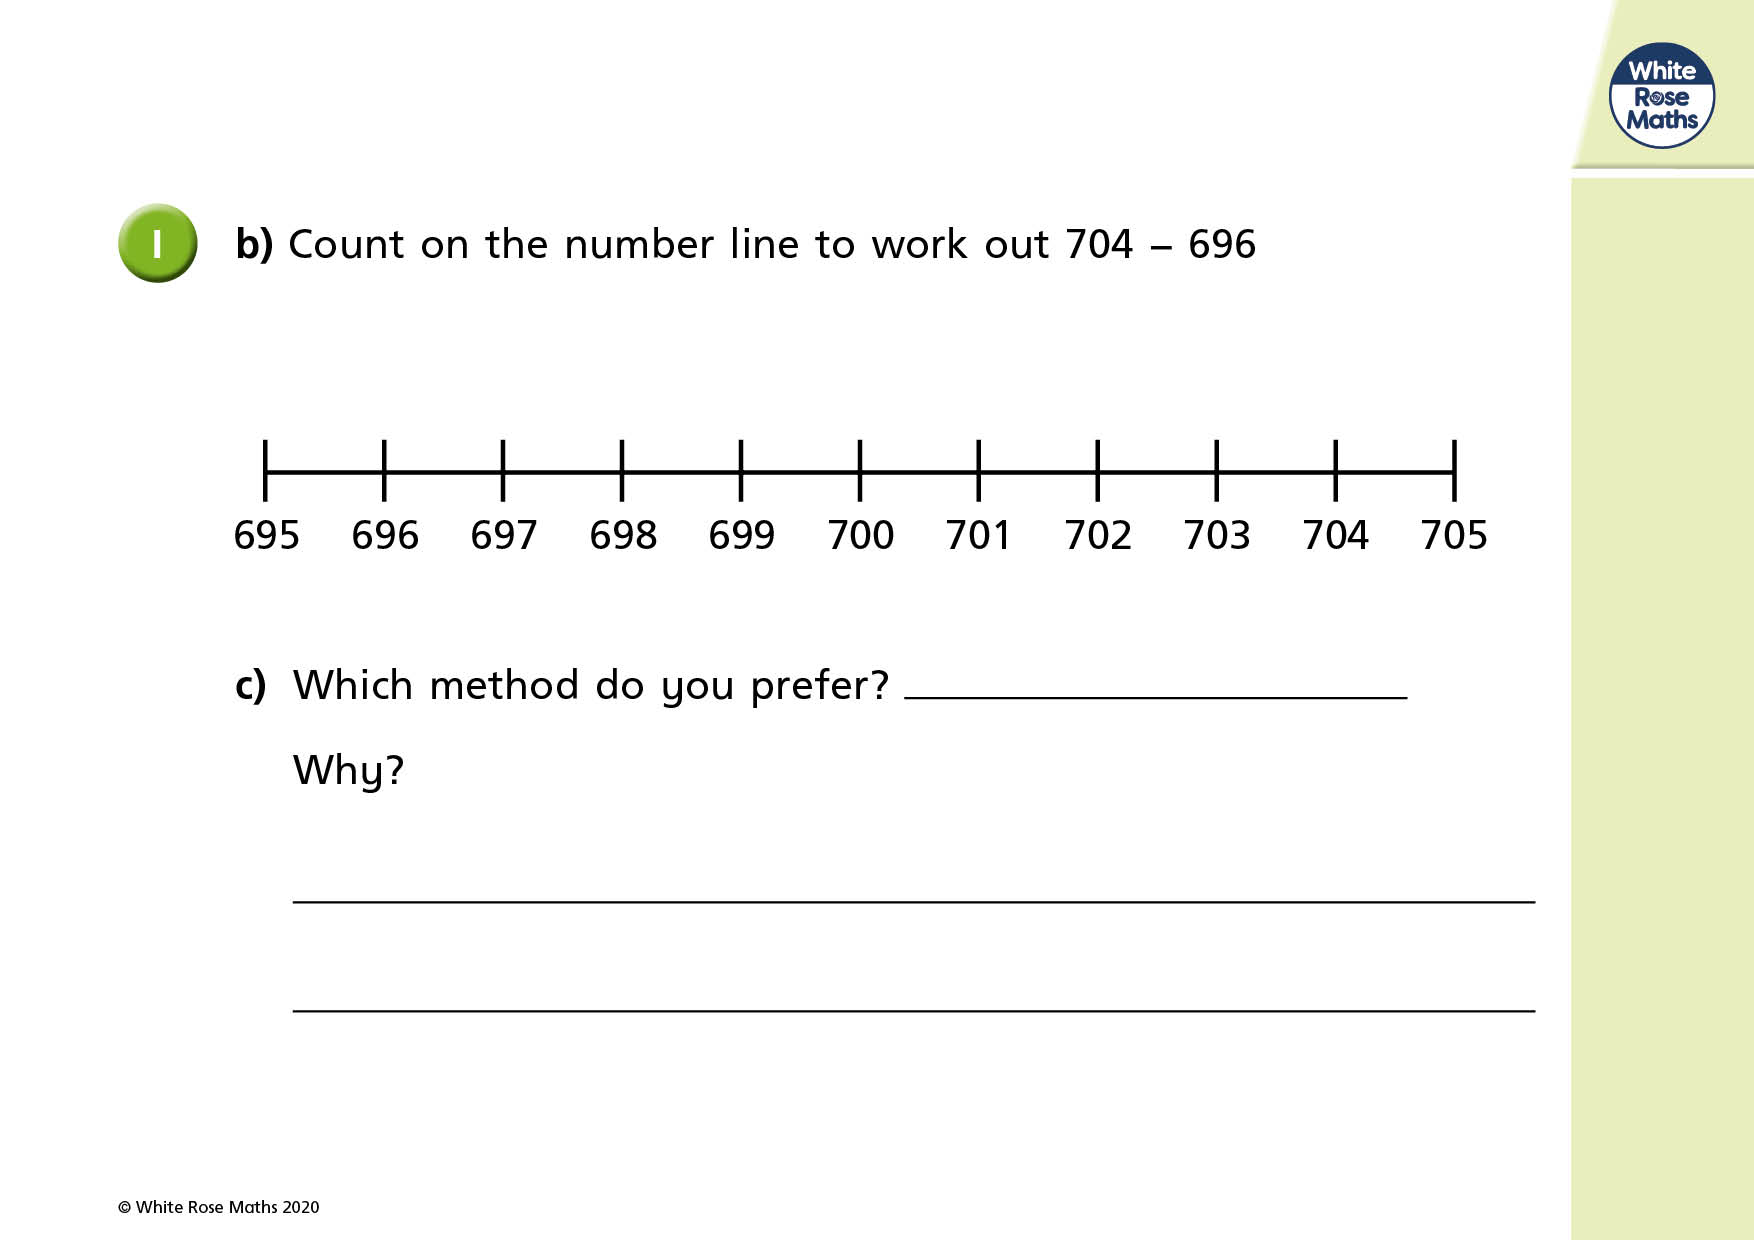 White
Rose
Maths
1 b) Count on the number line to work out 704 – 696
695 696 697 698 699 700 701 702 703 704 705
c) Which method do you prefer?
Why?
© White Rose Maths 2020